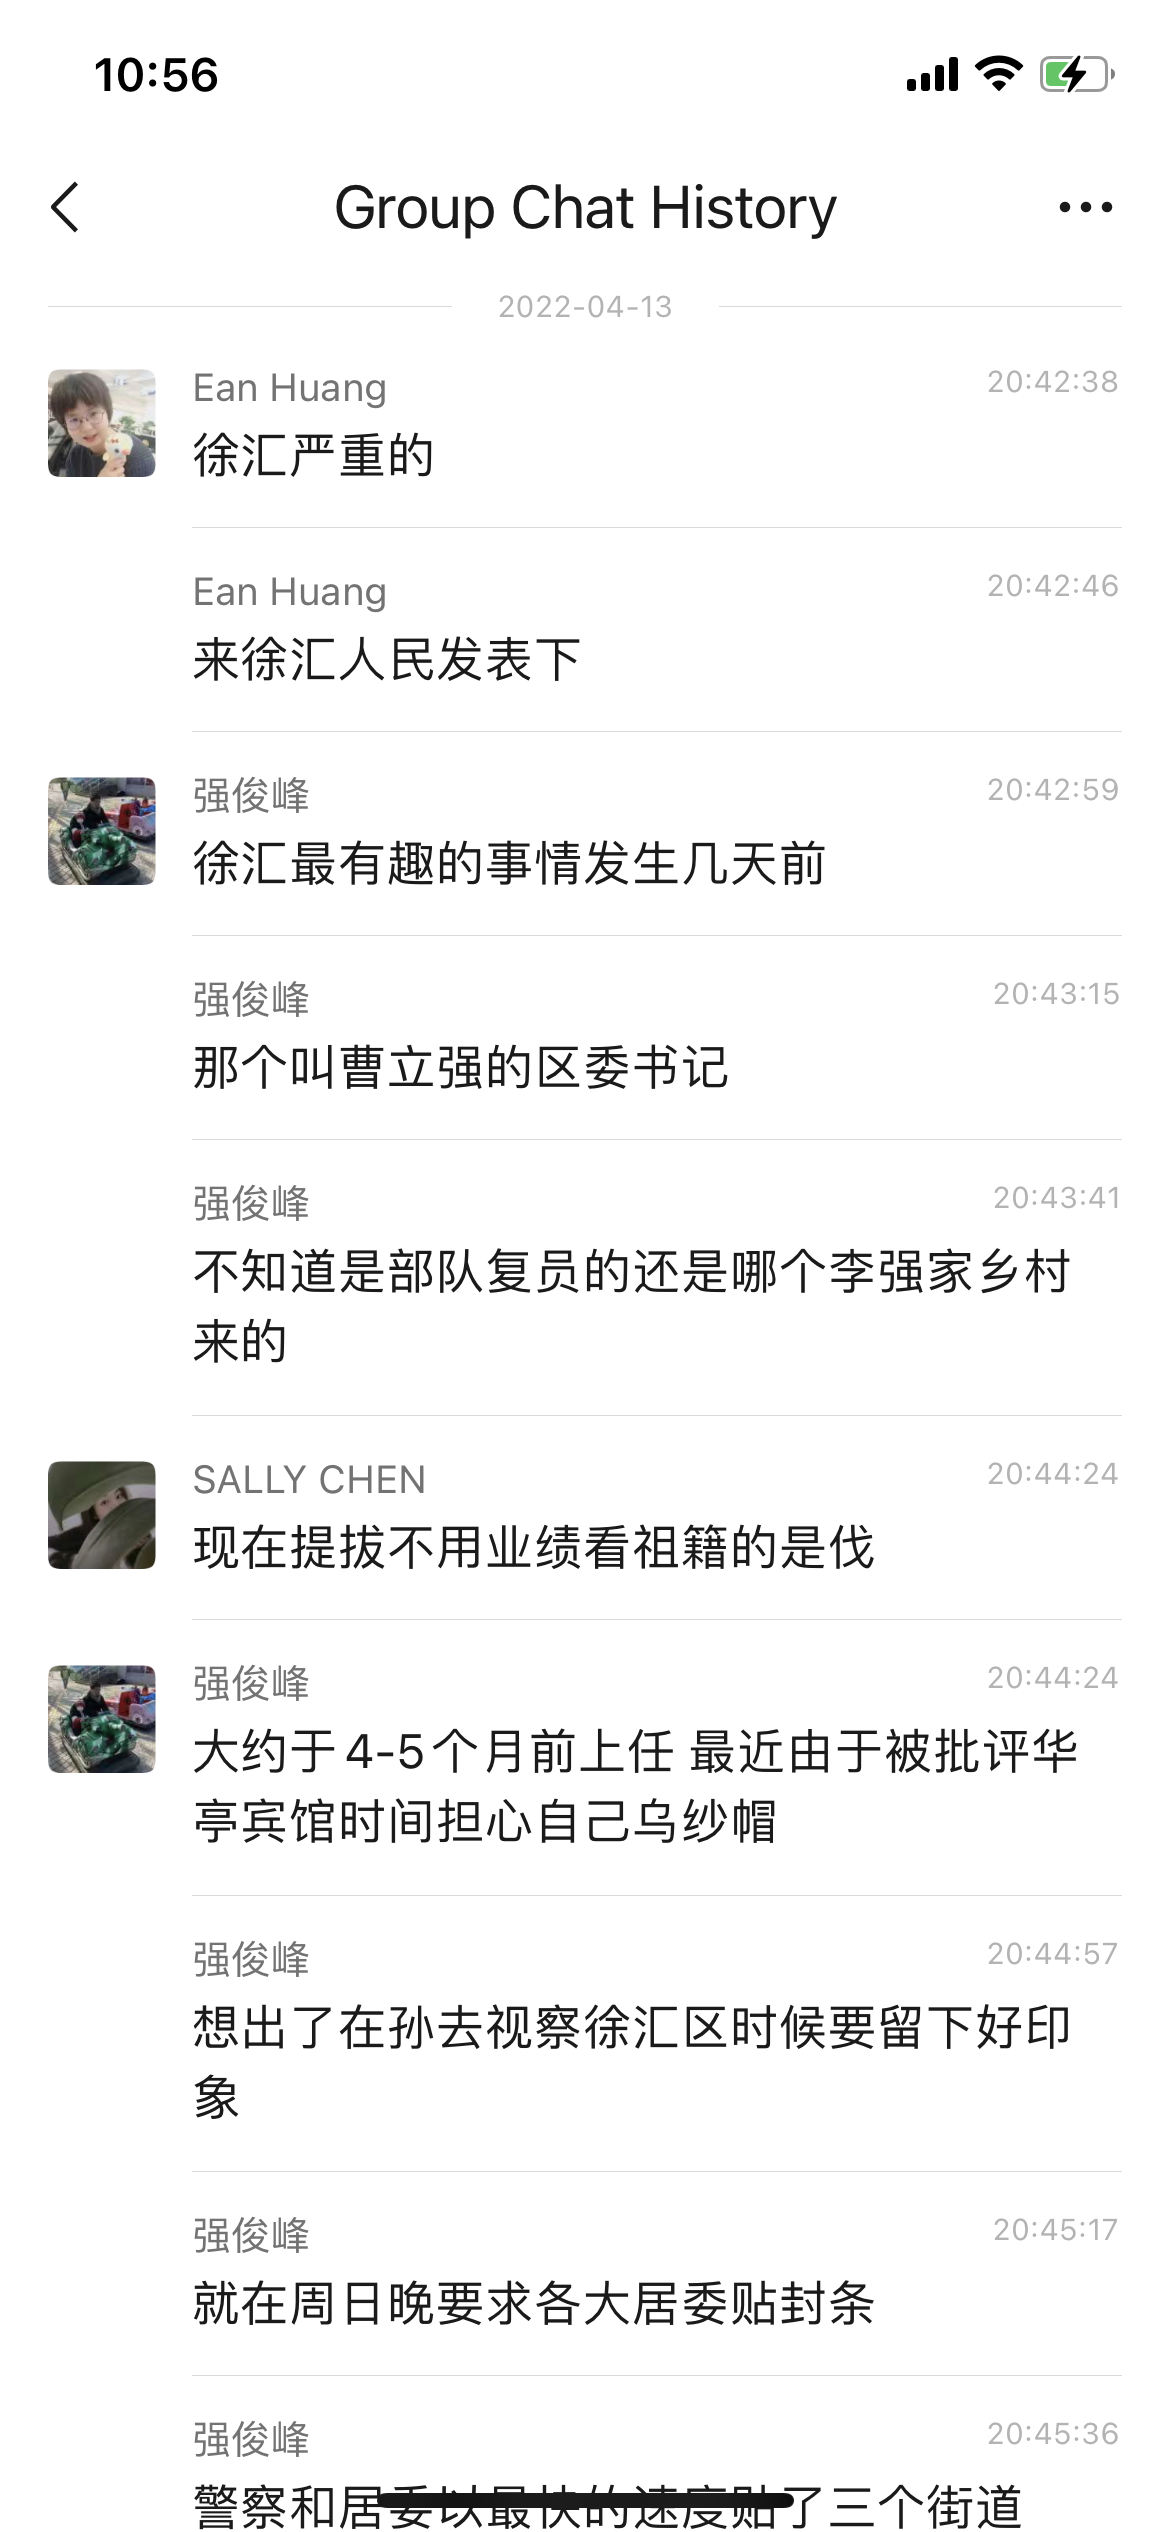 10:56
Group Chat History
2022-04-13
Ean Huang
20:42:38
徐汇严重的
Ean Huang
20:42:46
来徐汇人民发表下
强俊峰
20:42:59
徐汇最有趣的事情发生几天前
强俊峰
20:43:15
那个叫曹立强的区委书记
强俊峰
20:43:41
不知道是部队复员的还是哪个李强家乡村
来的
SALLY CHEN
20:44:24
现在提拔不用业绩看祖籍的是伐
强俊峰
20:44:24
大约于4-5个月前上任 最近由于被批评华
亭宾馆时间担心自己乌纱帽
强俊峰
20:44:57
想出了在孙去视察徐汇区时候要留下好印
象
强俊峰
20:45:17
就在周日晚要求各大居委贴封条
强俊峰
20:45:36
警察和居委以最快的速度贴了三个街道